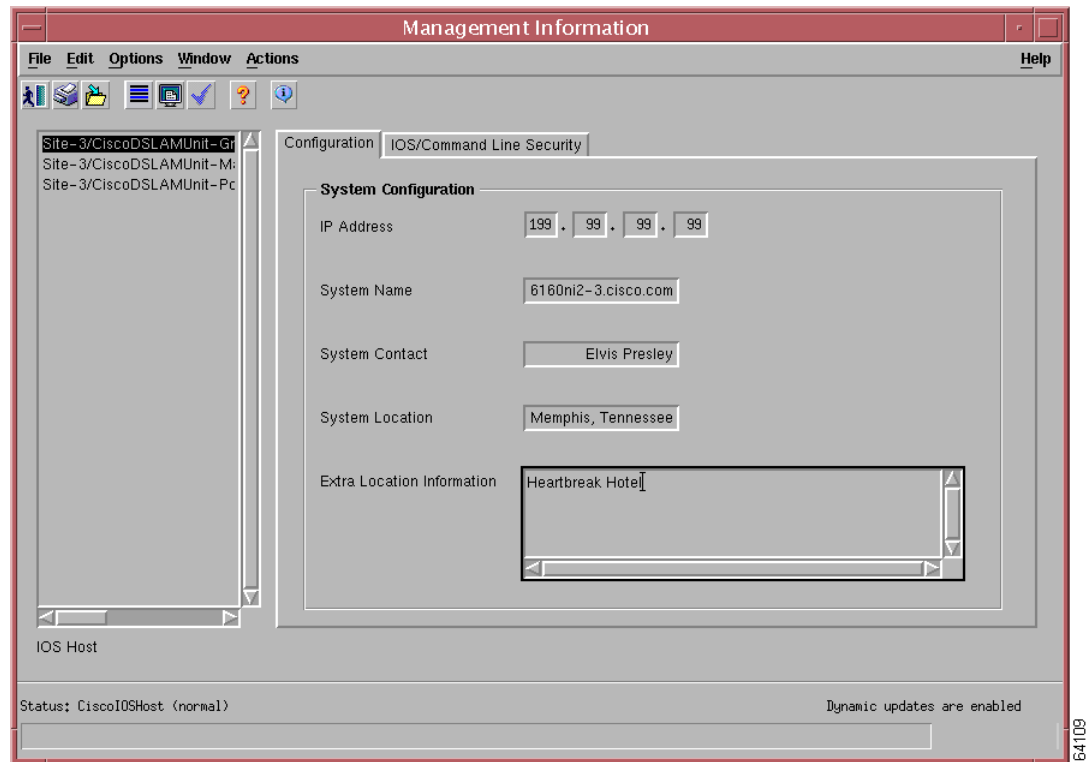 Management Information
File Edit Options Window Actions Help
Site-3/CiscoDSLAMUnit-Gr
Site-3/CiscoDSLAMUnit-M
Site-3/CiscoDSLAMUnit-Pc
Configuration IOS/Command Line Security
System Configuration
IP Address 199 . 99 . 99 . 99
System Name 6160ni2-3.cisco.com
System Contact Elvis Presley
System Location Memphis, Tennessee
Extra Location Information Heartbreak Hotel
IOS Host
Status: CiscoIOSHost (normal) Dynamic updates are enabled
64109